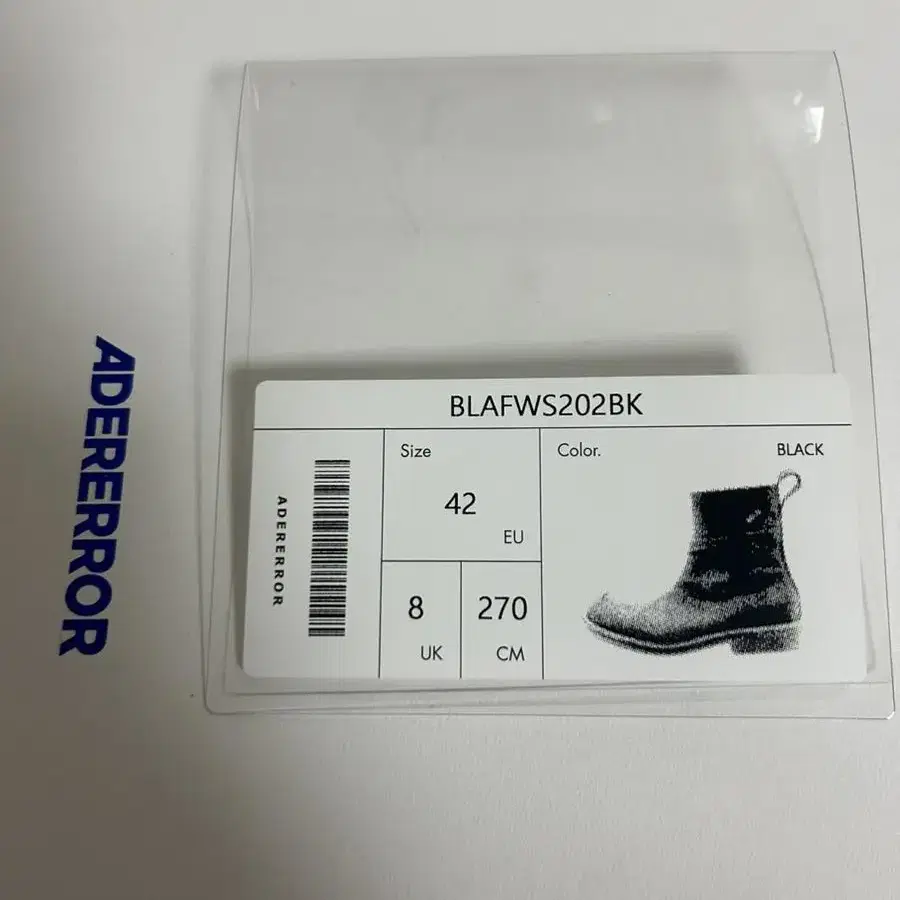 ADERERROR
BLAFWS202BK
ADERERROR
Size
42
EU
8
UK
270
CM
Color.
BLACK